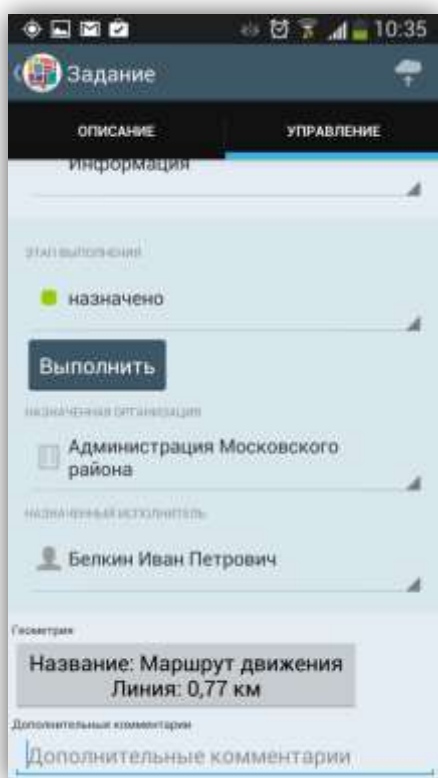 10:35
Задание
ОПИСАНИЕ УПРАВЛЕНИЕ
Информация
ЭТАП ВЫПОЛНЕНИЯ
назначено
Выполнить
НАЗНАЧЕННАЯ ОРГАНИЗАЦИЯ
Администрация Московского
района
НАЗНАЧЕННЫЙ ИСПОЛНИТЕЛЬ
Белкин Иван Петрович
Геометрия
Название: Маршрут движения
Линия: 0,77 км
Дополнительные комментарии
Дополнительные комментарии